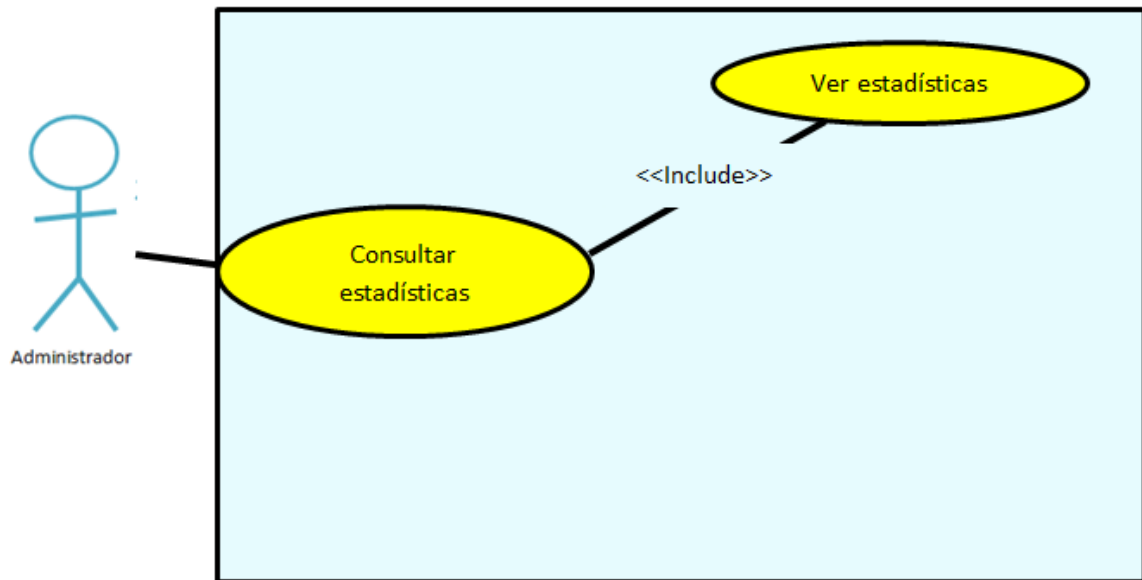 Ver estadísticas
<<Include>>
Consultar
estadísticas
Administrador